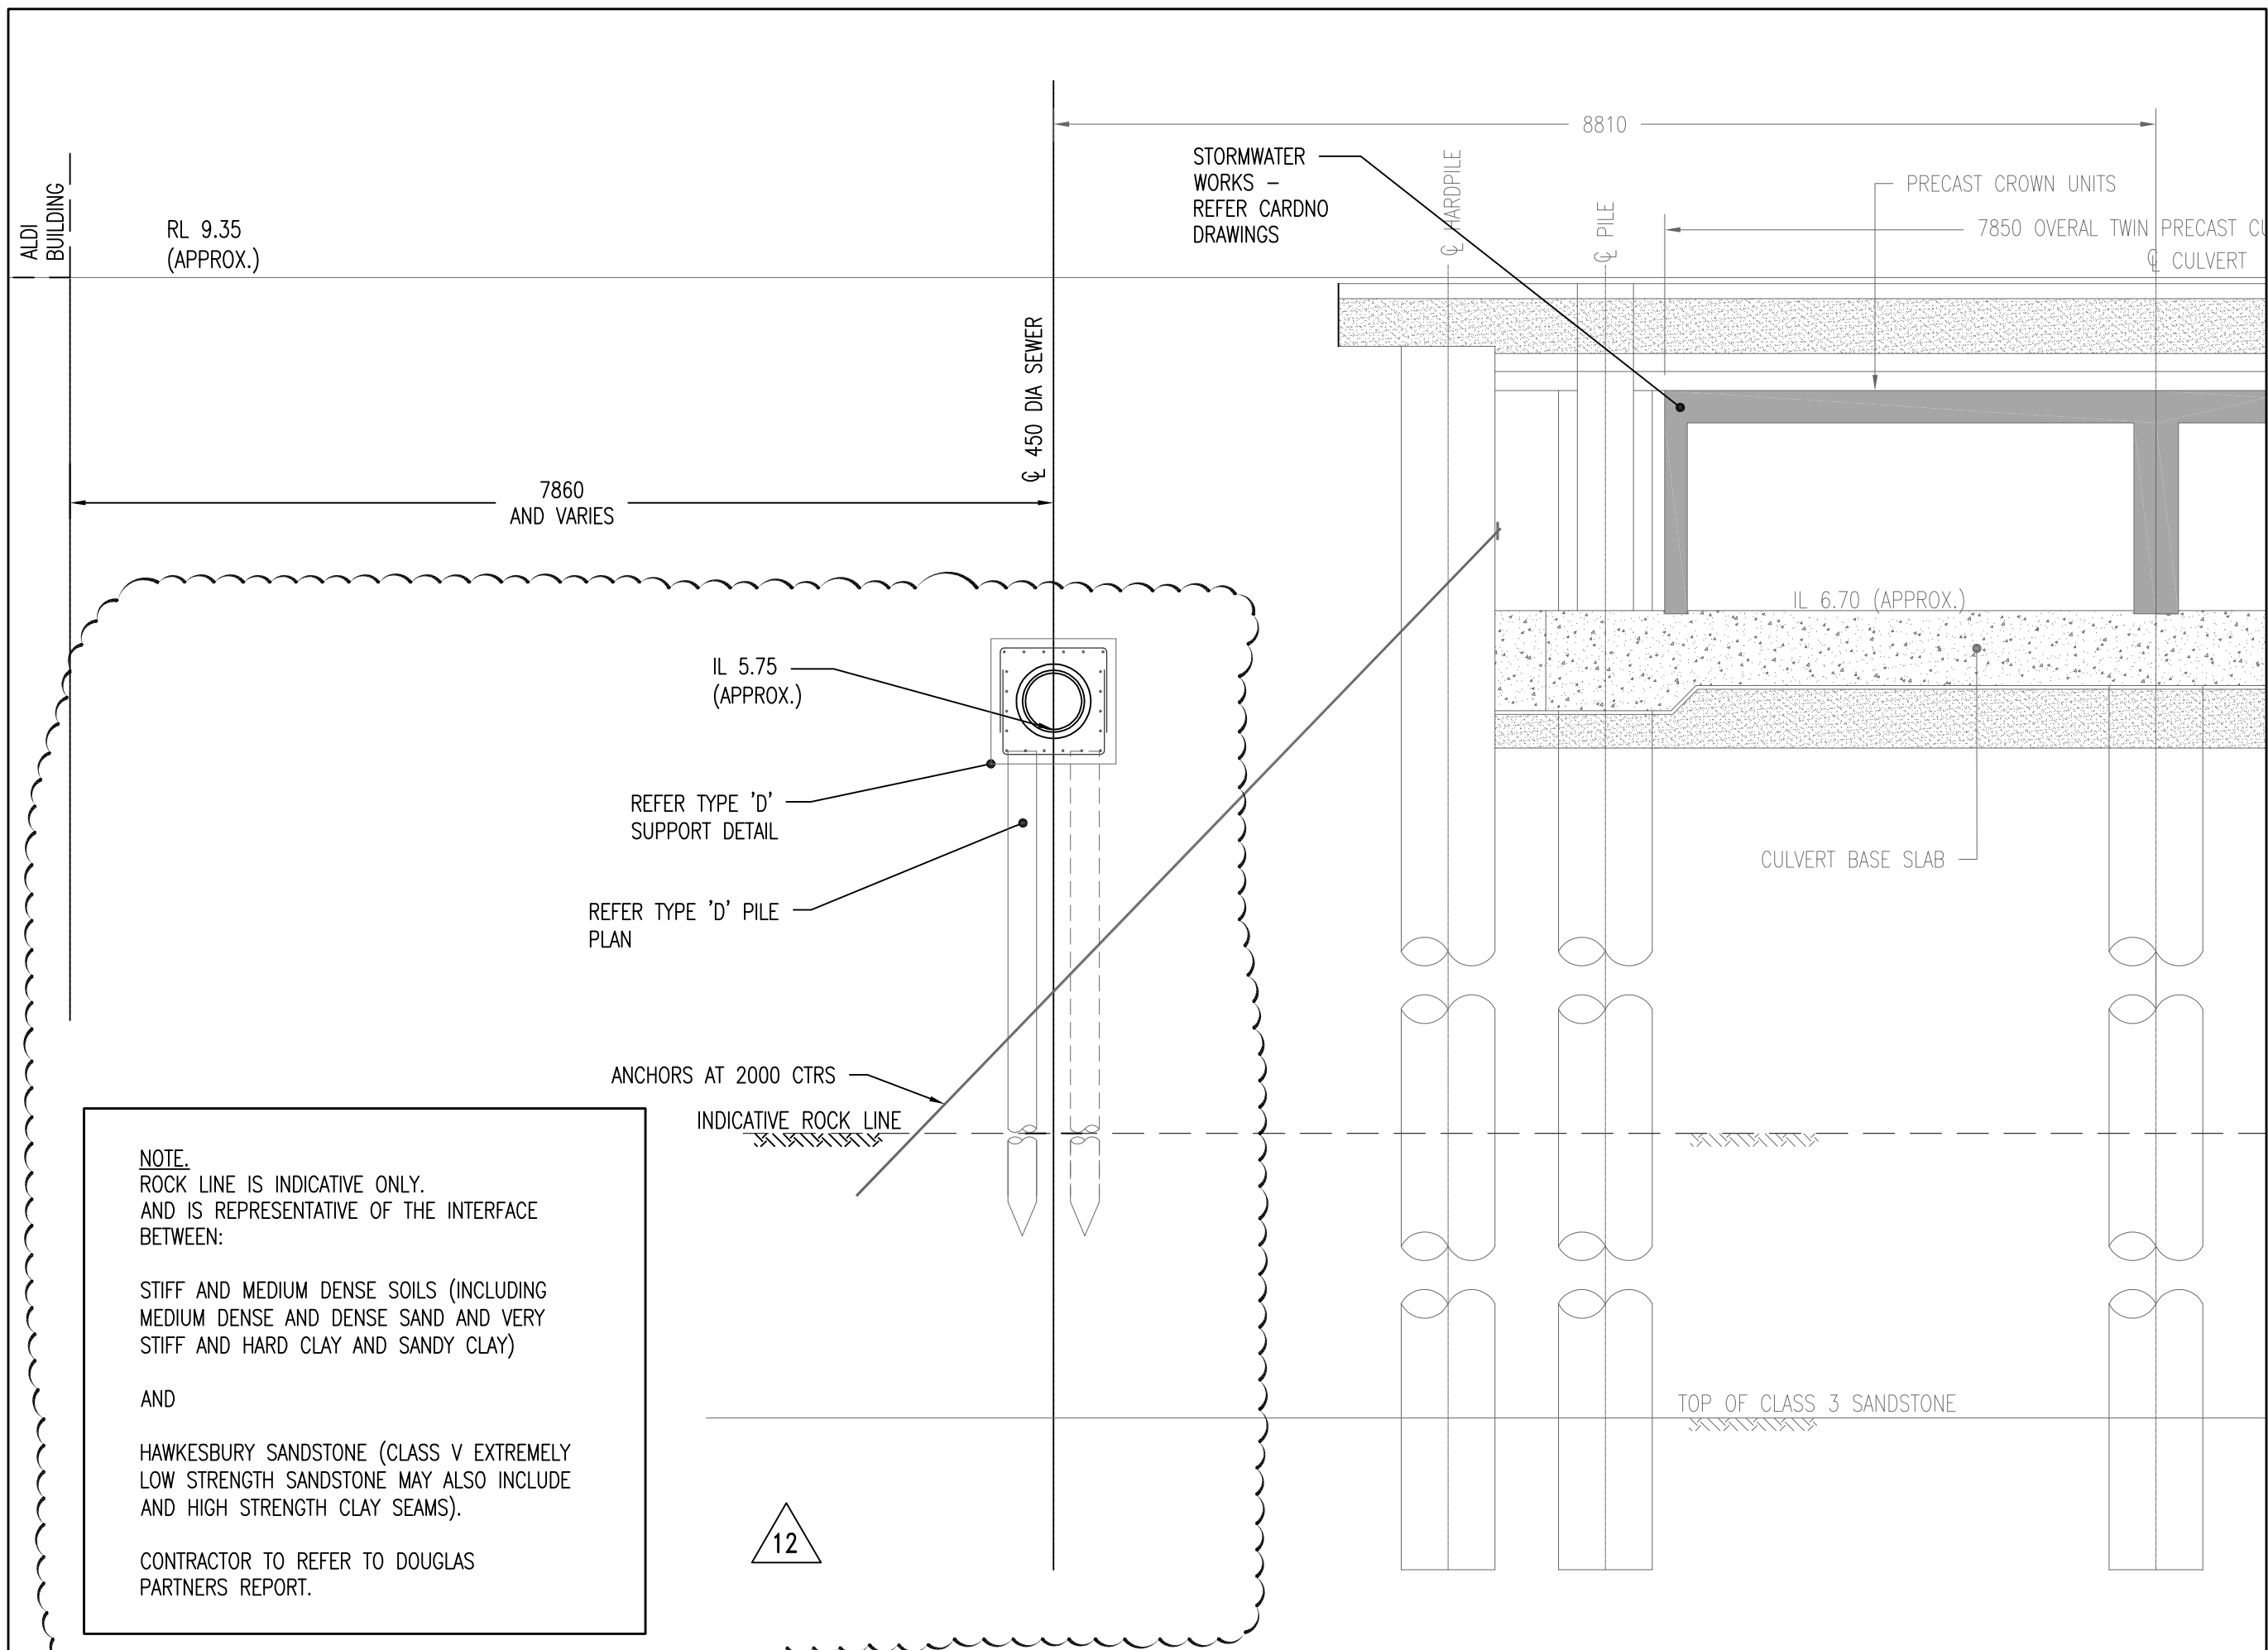 8810
STORMWATER
WORKS –
REFER CARDNO
DRAWINGS
℄ HARDPILE
℄ PILE
PRECAST CROWN UNITS
7850 OVERAL TWIN PRECAST
℄ CULVERT
ALDI
BUILDING
RL 9.35
(APPROX.)
℄ 450 DIA SEWER
7860
AND VARIES
IL 6.70 (APPROX.)
IL 5.75
(APPROX.)
REFER TYPE 'D'
SUPPORT DETAIL
CULVERT BASE SLAB
REFER TYPE 'D' PILE
PLAN
ANCHORS AT 2000 CTRS
INDICATIVE ROCK LINE
NOTE.
ROCK LINE IS INDICATIVE ONLY.
AND IS REPRESENTATIVE OF THE INTERFACE
BETWEEN:
STIFF AND MEDIUM DENSE SOILS (INCLUDING
MEDIUM DENSE AND DENSE SAND AND VERY
STIFF AND HARD CLAY AND SANDY CLAY)
AND
HAWKESBURY SANDSTONE (CLASS V EXTREMELY
LOW STRENGTH SANDSTONE MAY ALSO INCLUDE
AND HIGH STRENGTH CLAY SEAMS).
CONTRACTOR TO REFER TO DOUGLAS
PARTNERS REPORT.
TOP OF CLASS 3 SANDSTONE
12